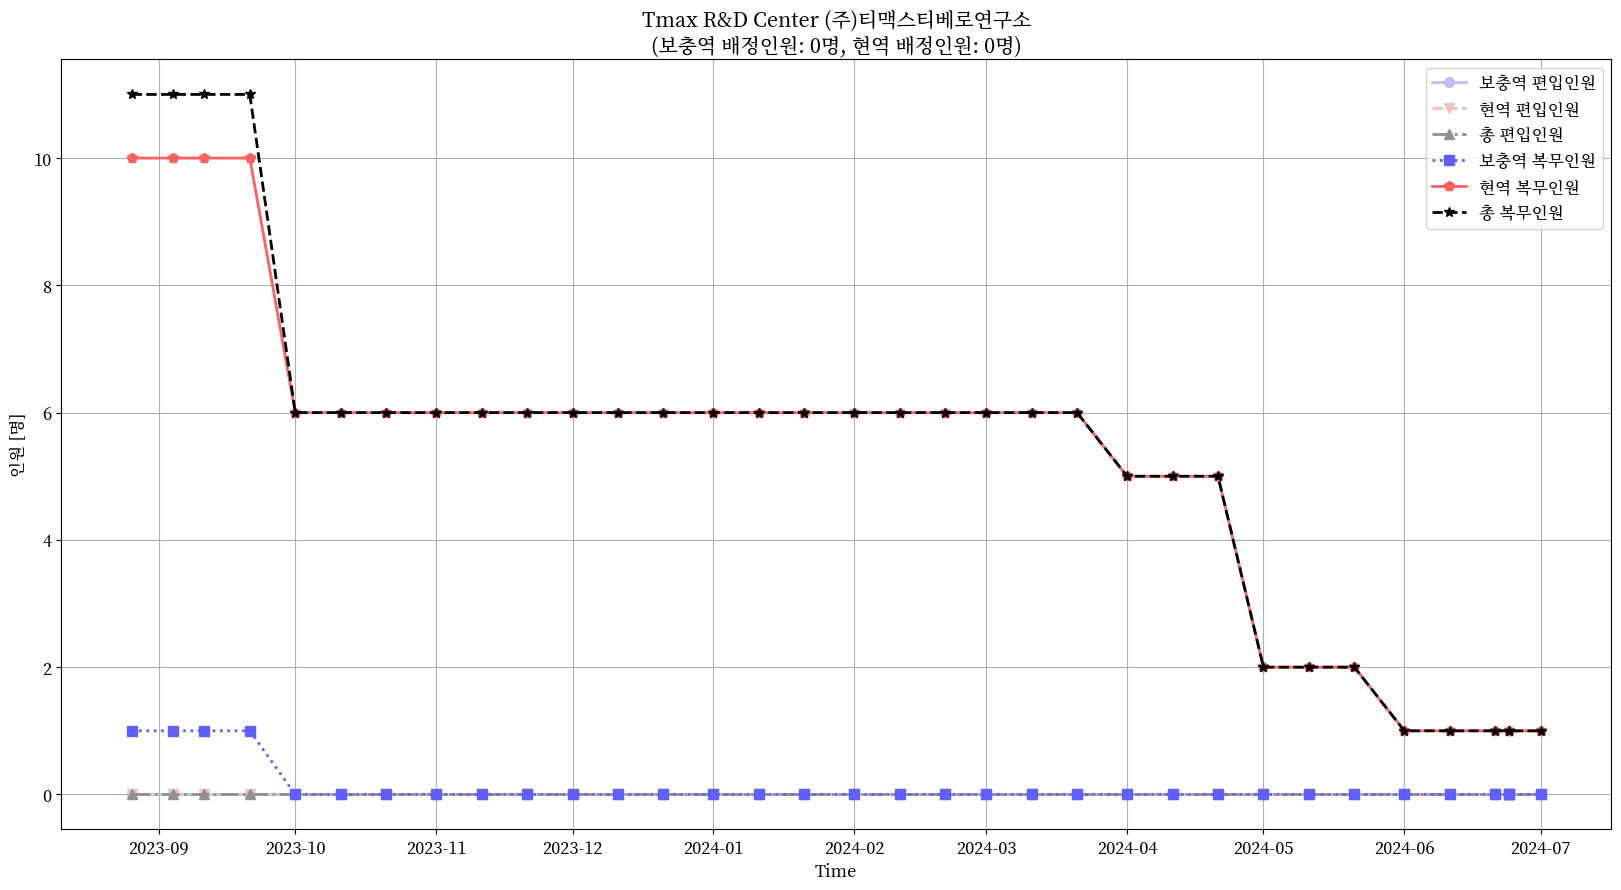 Tmax R&D Center (주)티맥스티베로연구소
(보충역 배정인원: 0명, 현역 배정인원: 0명)
보충역 편입인원
현역 편입인원
총 편입인원
보충역 복무인원
현역 복무인원
총 복무인원
인원 [명]
10
8
6
4
2
0
2023-09
2023-10
2023-11
2023-12
2024-01
2024-02
2024-03
2024-04
2024-05
2024-06
2024-07
Time